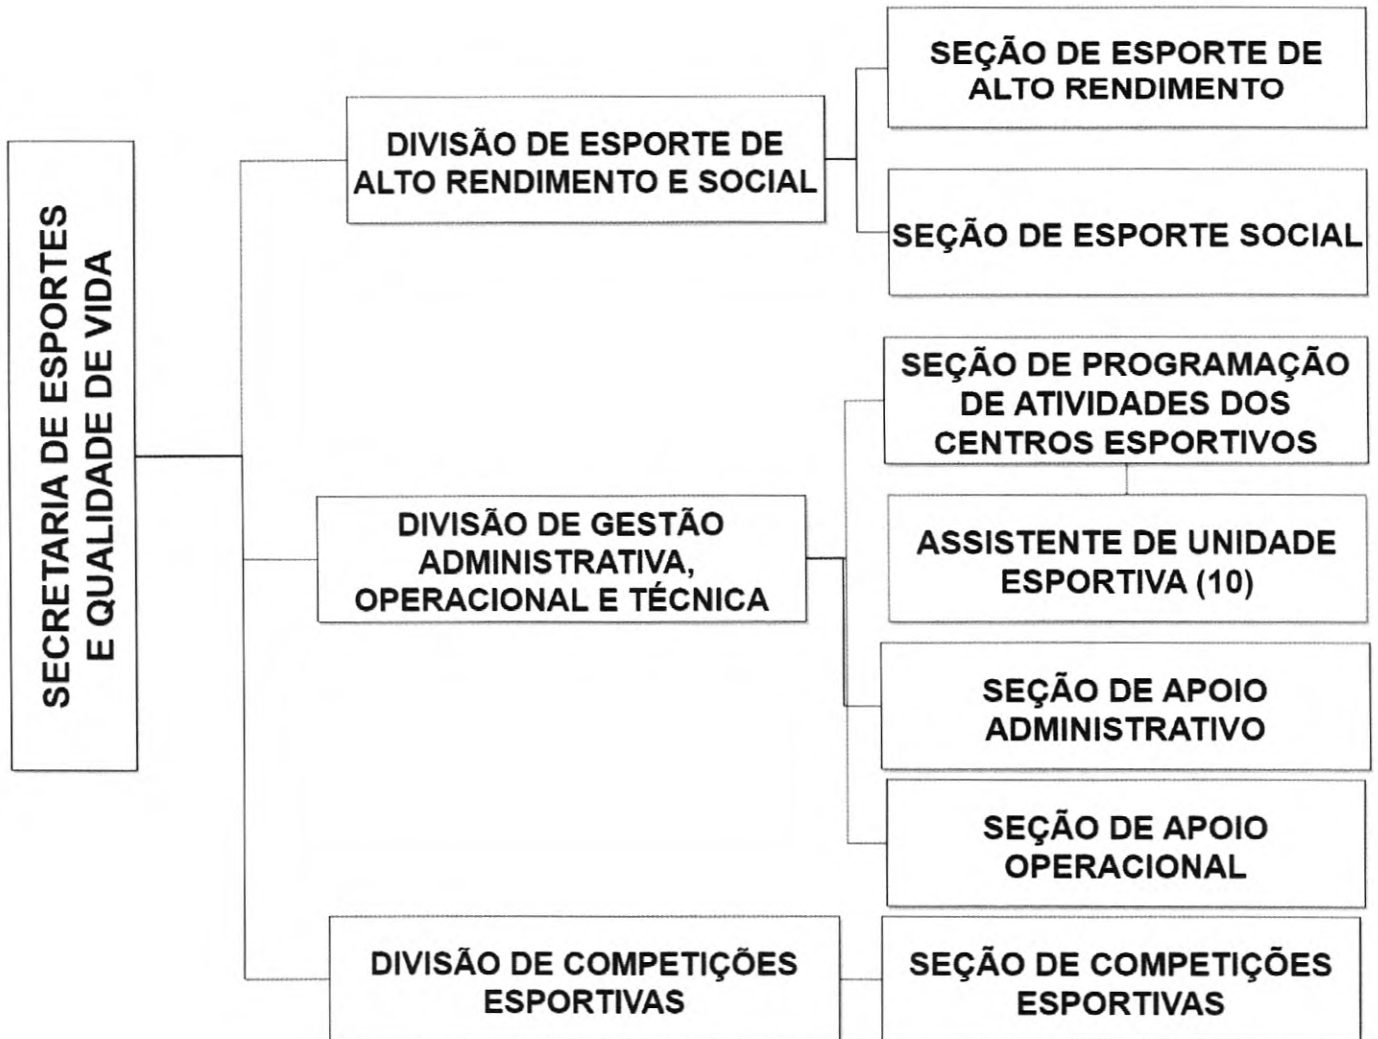 SECRETARIA DE ESPORTES
E QUALIDADE DE VIDA
DIVISÃO DE ESPORTE DE
ALTO RENDIMENTO E SOCIAL
SEÇÃO DE ESPORTE DE
ALTO RENDIMENTO
SEÇÃO DE ESPORTE SOCIAL
DIVISÃO DE GESTÃO
ADMINISTRATIVA,
OPERACIONAL E TÉCNICA
SEÇÃO DE PROGRAMAÇÃO
DE ATIVIDADES DOS
CENTROS ESPORTIVOS
ASSISTENTE DE UNIDADE
ESPORTIVA (10)
SEÇÃO DE APOIO
ADMINISTRATIVO
SEÇÃO DE APOIO
OPERACIONAL
DIVISÃO DE COMPETIÇÕES
ESPORTIVAS
SEÇÃO DE COMPETIÇÕES
ESPORTIVAS